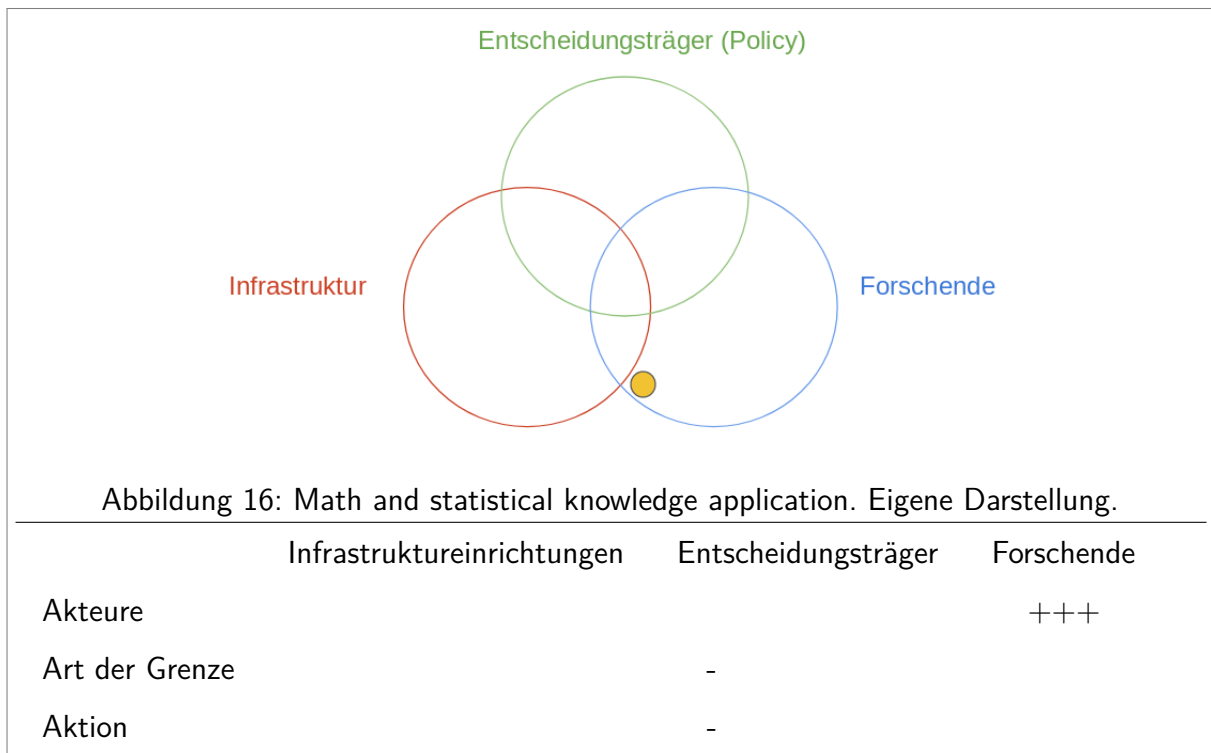 Entscheidungsträger (Policy)
Infrastruktur
Forschende
Abbildung 16: Math and statistical knowledge application. Eigene Darstellung.
Infrastruktureinrichtungen Entscheidungsträger Forschende
Akteure +++
Art der Grenze -
Aktion -